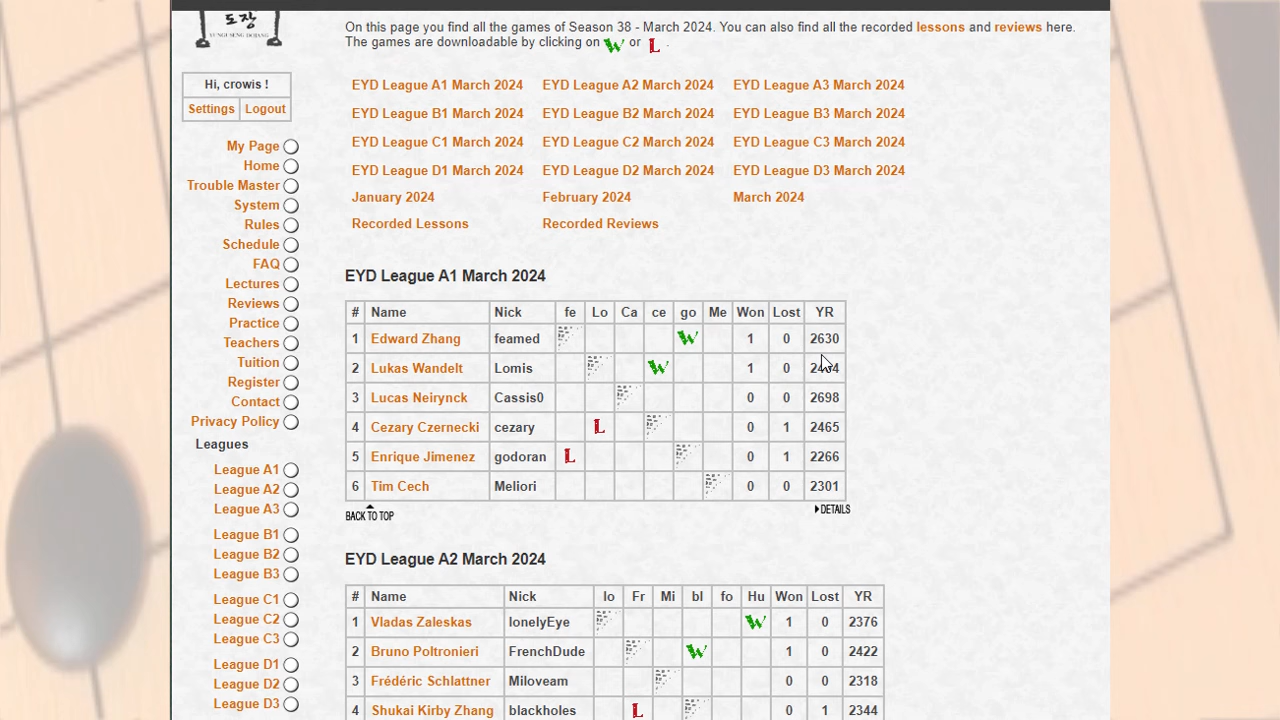 도장
YUNGUSENG DOJANG
On this page you find all the games of Season 38 - March 2024. You can also find all the recorded lessons and reviews here.
The games are downloadable by clicking on W or L .
Hi, crowis !
Settings Logout
My Page
Home
Trouble Master
System
Rules
Schedule
FAQ
Lectures
Reviews
Practice
Teachers
Tuition
Register
Contact
Privacy Policy
Leagues
League A1
League A2
League A3
League B1
League B2
League B3
League C1
League C2
League C3
League D1
League D2
League D3
EYD League A1 March 2024 EYD League A2 March 2024 EYD League A3 March 2024
EYD League B1 March 2024 EYD League B2 March 2024 EYD League B3 March 2024
EYD League C1 March 2024 EYD League C2 March 2024 EYD League C3 March 2024
EYD League D1 March 2024 EYD League D2 March 2024 EYD League D3 March 2024
January 2024 February 2024 March 2024
Recorded Lessons Recorded Reviews
EYD League A1 March 2024
# Name Nick fe Lo Ca ce go Me Won Lost YR
1 Edward Zhang feamed W 1 0 2630
2 Lukas Wandelt Lomis W 1 0
3 Lucas Neirynck Cassis0 0 0 2698
4 Cezary Czernecki cezary L 0 1 2465
5 Enrique Jimenez godoran L 0 1 2266
6 Tim Cech Meliori 0 0 2301
BACK TO TOP DETAILS
EYD League A2 March 2024
# Name Nick lo Fr Mi bl fo Hu Won Lost YR
1 Vladas Zaleskas lonelyEye W 1 0 2376
2 Bruno Poltronieri FrenchDude W 1 0 2422
3 Frédéric Schlattner Miloveam 0 0 2318
4 Shukai Kirby Zhang blackholes L 0 1 2344